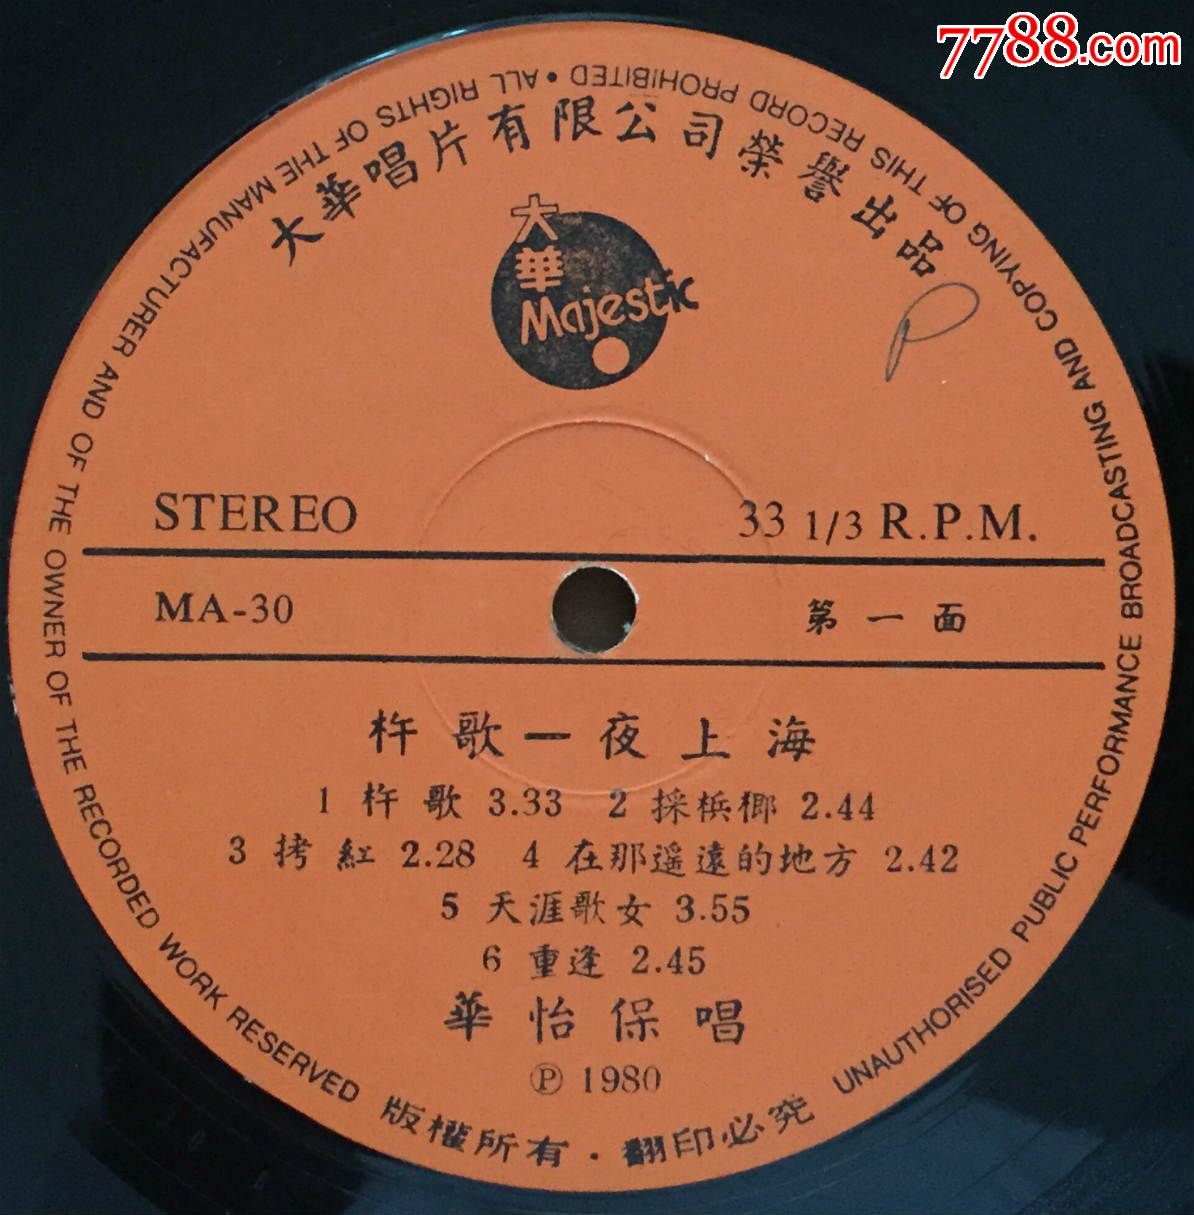 7788.com
ALL RIGHTS OF THE MANUFACTURER AND OF THE OWNER OF THE RECORDED WORK RESERVED
UNAUTHORISED PUBLIC PERFORMANCE BROADCASTING AND COPYING OF THIS RECORD PROHIBITED •
大華唱片有限公司榮譽出品
大華
Majestic
P
STEREO
33 1/3 R.P.M.
MA-30
第一面
杵歌—夜上海
1 杵歌 3.33 2 採梹榔 2.44
3 拷紅 2.28 4 在那遥遠的地方 2.42
5 天涯歌女 3.55
6 重逢 2.45
華怡保唱
Ⓟ 1980
版權所有·翻印必究